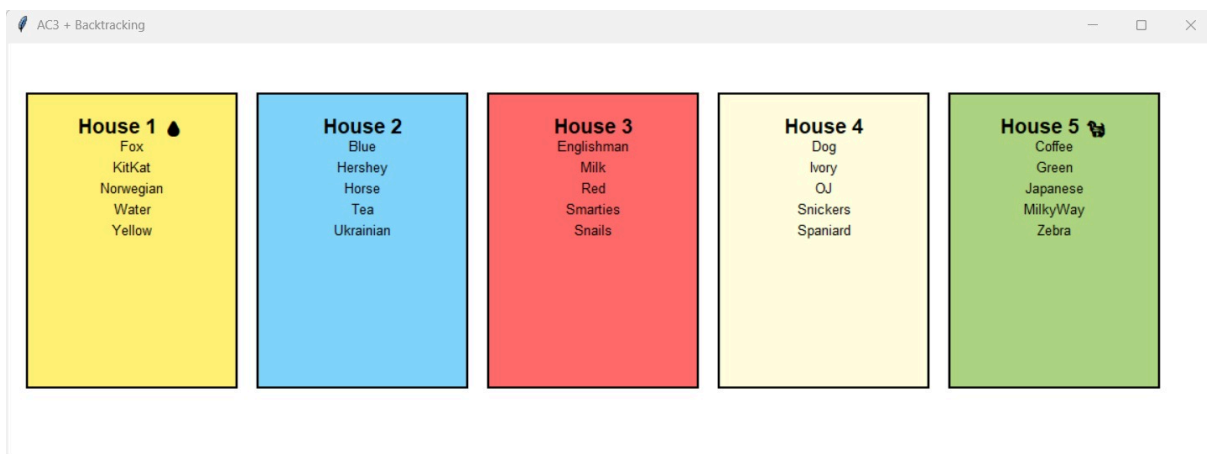 AC3 + Backtracking
House 1
Fox
KitKat
Norwegian
Water
Yellow
House 2
Blue
Hershey
Horse
Tea
Ukrainian
House 3
Englishman
Milk
Red
Smarties
Snails
House 4
Dog
Ivory
OJ
Snickers
Spaniard
House 5
Coffee
Green
Japanese
MilkyWay
Zebra